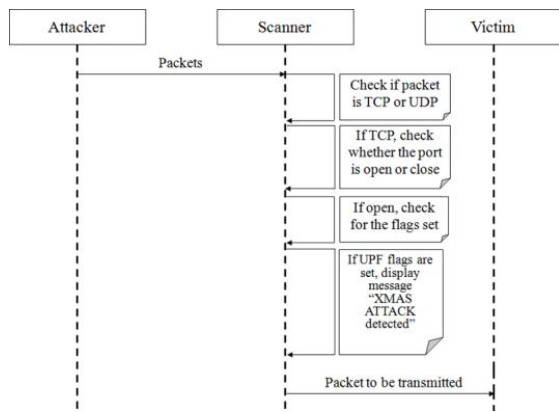 Attacker
Scanner
Victim
Packets
Check if packet
is TCP or UDP
If TCP, check
whether the port
is open or close
If open, check
for the flags set
If UPF flags are
set, display
message
“XMAS
ATTACK
detected”
Packet to be transmitted